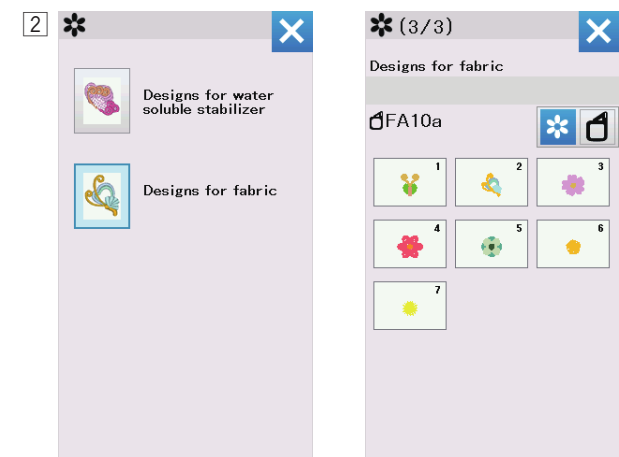 2
Designs for water
soluble stabilizer
Designs for fabric
(3/3)
Designs for fabric
FA10a
1
2
3
4
5
6
7